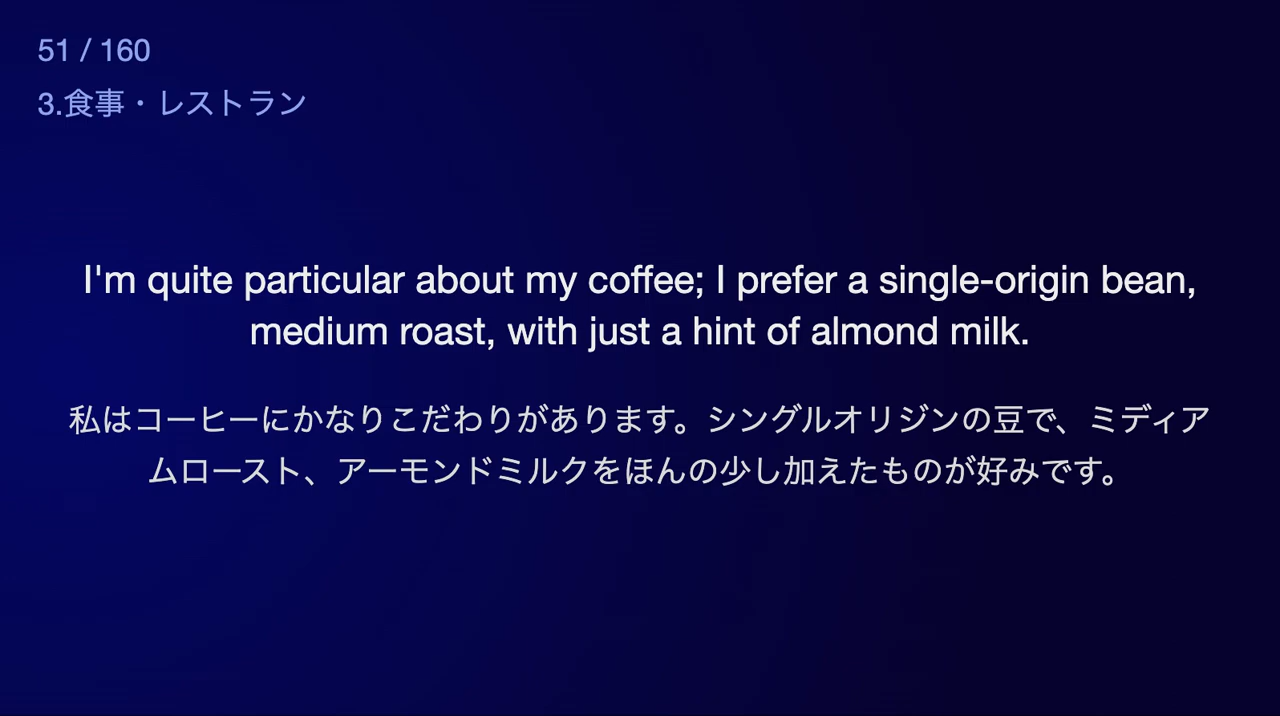 51 / 160
3.食事・レストラン
I'm quite particular about my coffee; I prefer a single-origin bean,
medium roast, with just a hint of almond milk.
私はコーヒーにかなりこだわりがあります。シングルオリジンの豆で、ミディア
ムロースト、アーモンドミルクをほんの少し加えたものが好みです。